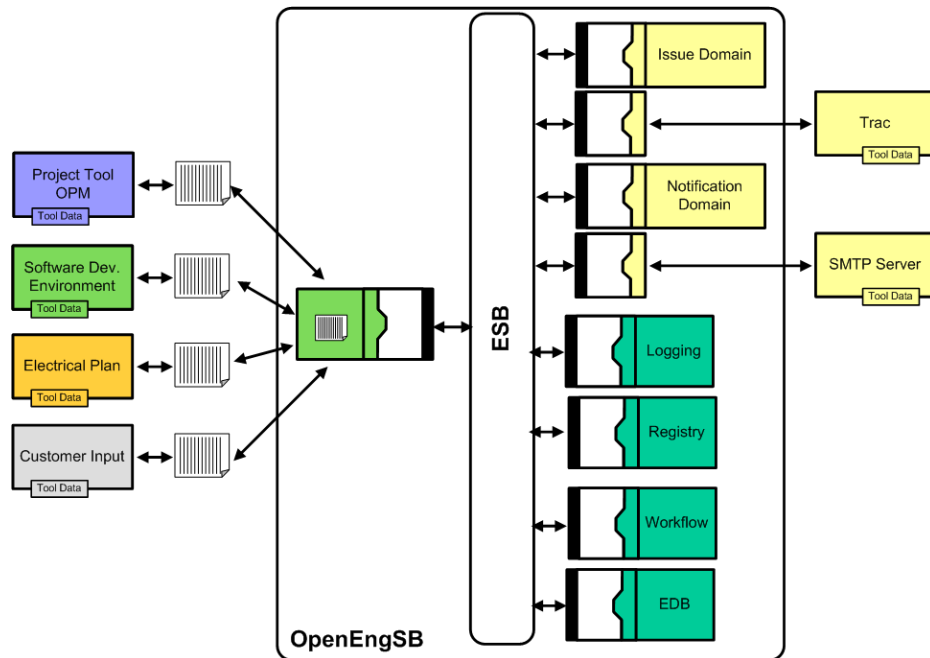 Issue Domain
Trac
Tool Data
Project Tool
OPM
Tool Data
Notification
Domain
Software Dev.
Environment
Tool Data
SMTP Server
Tool Data
ESB
Electrical Plan
Tool Data
Logging
Customer Input
Tool Data
Registry
Workflow
EDB
OpenEngSB